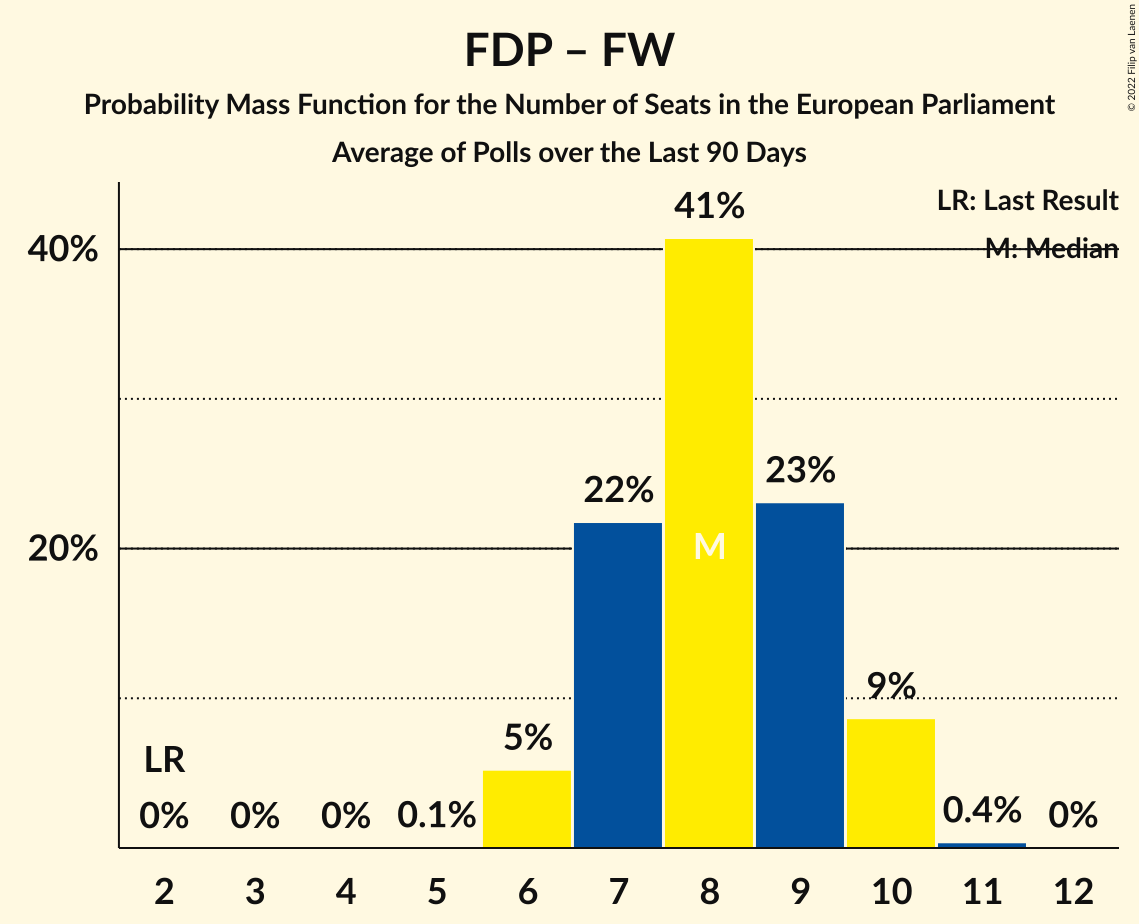 FDP – FW
Probability Mass Function for the Number of Seats in the European Parliament
Average of Polls over the Last 90 Days
© 2022 Filip van Laenen
LR: Last Result
M: Median
41%
40%
23%
22%
20%
M
9%
5%
LR
0% 0% 0% 0.1% 0.4% 0%
2 3 4 5 6 7 8 9 10 11 12